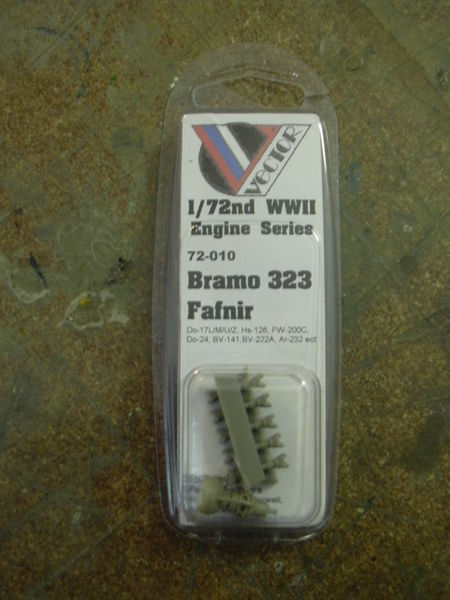 VECTOR
1/72nd WWII
Engine Series
72-010
Bramo 323
Fafnir
Do-17L/M/U/Z, Hs-126, FW-200C,
Do-24, BV-141,BV-222A, Ar-232 ect